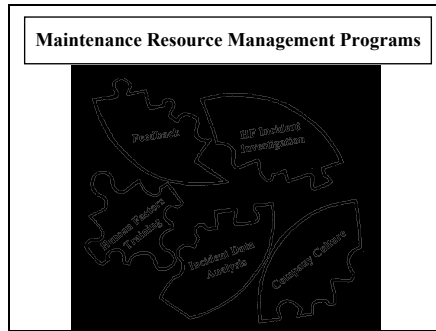 Maintenance Resource Management Programs
Feedback
HF Incident
Investigation
Human Factors
Training
Incident Data
Analysis
Company Culture